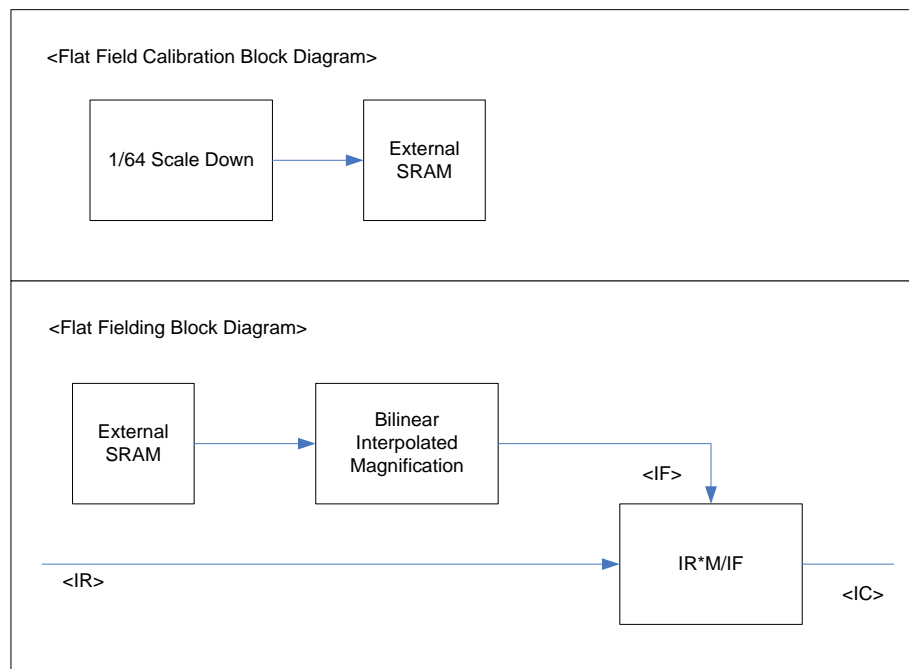 <Flat Field Calibration Block Diagram>
1/64 Scale Down
External
SRAM
<Flat Fielding Block Diagram>
External
SRAM
Bilinear
Interpolated
Magnification
<IF>
IR*M/IF
<IR>
<IC>